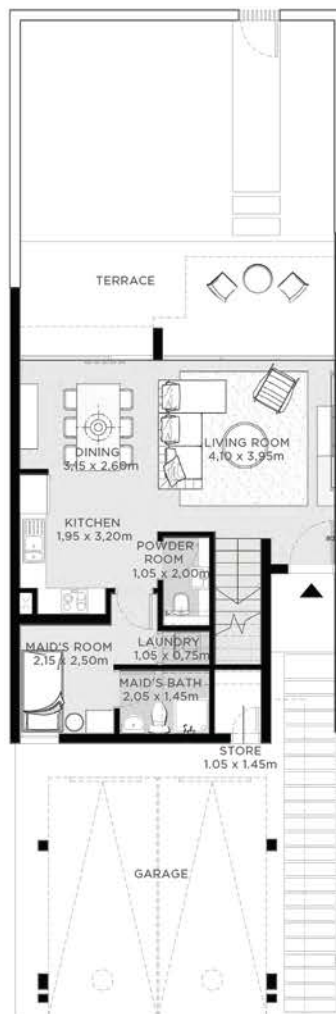 TERRACE
DINING
3,15 x 2,60m
LIVING ROOM
4,10 x 3,95m
KITCHEN
1,95 x 3,20m
POWDER
ROOM
1,05 x 2,00m
MAID'S ROOM
2,15 x 2,50m
LAUNDRY
1,05 x 0,75m
MAID'S BATH
2,05 x 1,45m
STORE
1.05 x 1.45m
GARAGE